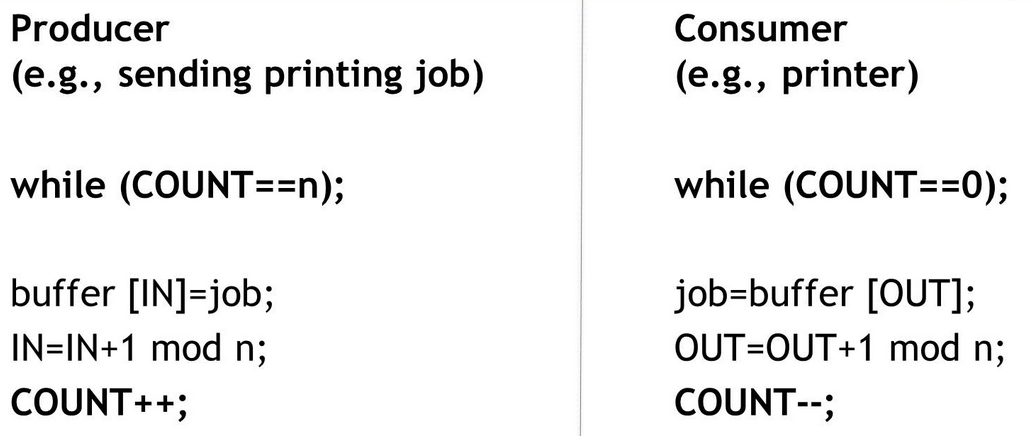 Producer
(e.g., sending printing job)
while (COUNT==n);
buffer [IN]=job;
IN=IN+1 mod n;
COUNT++;
Consumer
(e.g., printer)
while (COUNT==0);
job=buffer [OUT];
OUT=OUT+1 mod n;
COUNT--;